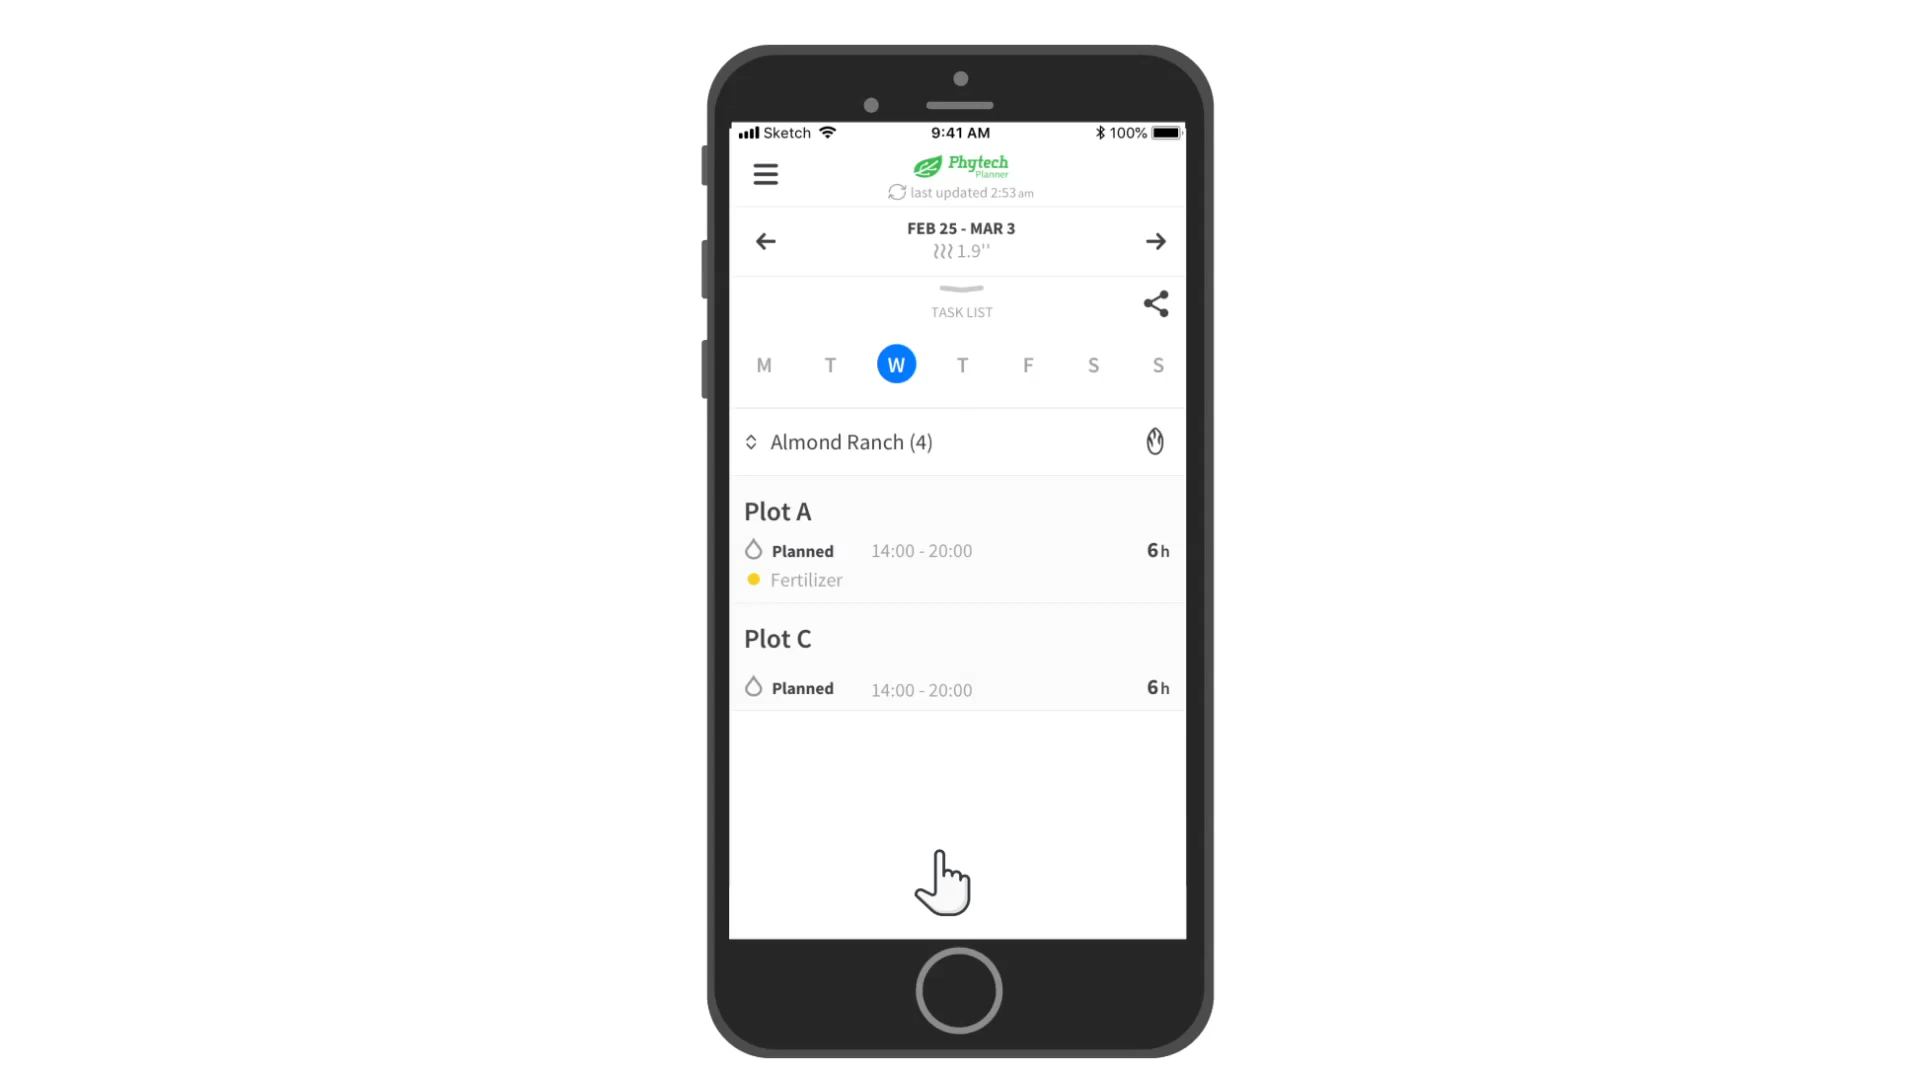 Sketch 9:41 AM 100%
Phytech
Planner
last updated 2:53 am
FEB 25 - MAR 3
1.9''
TASK LIST
M T W T F S S
Almond Ranch (4)
Plot A
Planned 14:00 - 20:00 6h
Fertilizer
Plot C
Planned 14:00 - 20:00 6h